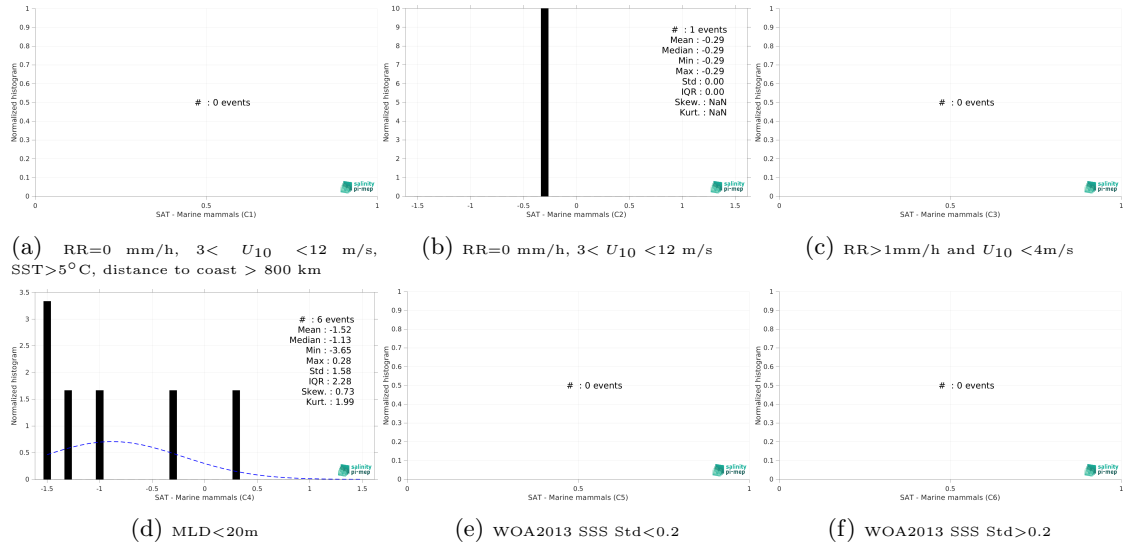 1
0.9
0.8
0.7
0.6
0.5
0.4
0.3
0.2
0.1
0
Normalized histogram
# : 0 events
salinity
pi-mep
0 0.5 1
SAT - Marine mammals (C1)
(a) RR=0 mm/h, 3< U10 <12 m/s,
SST>5°C, distance to coast > 800 km
10
9
8
7
6
5
4
3
2
1
0
Normalized histogram
# : 1 events
Mean : -0.29
Median : -0.29
Min : -0.29
Max : -0.29
Std : 0.00
IQR : 0.00
Skew. : NaN
Kurt. : NaN
salinity
pi-mep
-1.5 -1 -0.5 0 0.5 1 1.5
SAT - Marine mammals (C2)
(b) RR=0 mm/h, 3< U10 <12 m/s
1
0.9
0.8
0.7
0.6
0.5
0.4
0.3
0.2
0.1
0
Normalized histogram
# : 0 events
salinity
pi-mep
0 0.5 1
SAT - Marine mammals (C3)
(c) RR>1mm/h and U10 <4m/s
3.5
3
2.5
2
1.5
1
0.5
0
Normalized histogram
# : 6 events
Mean : -1.52
Median : -1.13
Min : -3.65
Max : 0.28
Std : 1.58
IQR : 2.28
Skew. : 0.73
Kurt. : 1.99
salinity
pi-mep
-1.5 -1 -0.5 0 0.5 1 1.5
SAT - Marine mammals (C4)
(d) MLD<20m
1
0.9
0.8
0.7
0.6
0.5
0.4
0.3
0.2
0.1
0
Normalized histogram
# : 0 events
salinity
pi-mep
0 0.5 1
SAT - Marine mammals (C5)
(e) WOA2013 SSS Std<0.2
1
0.9
0.8
0.7
0.6
0.5
0.4
0.3
0.2
0.1
0
Normalized histogram
# : 0 events
salinity
pi-mep
0 0.5 1
SAT - Marine mammals (C6)
(f) WOA2013 SSS Std>0.2